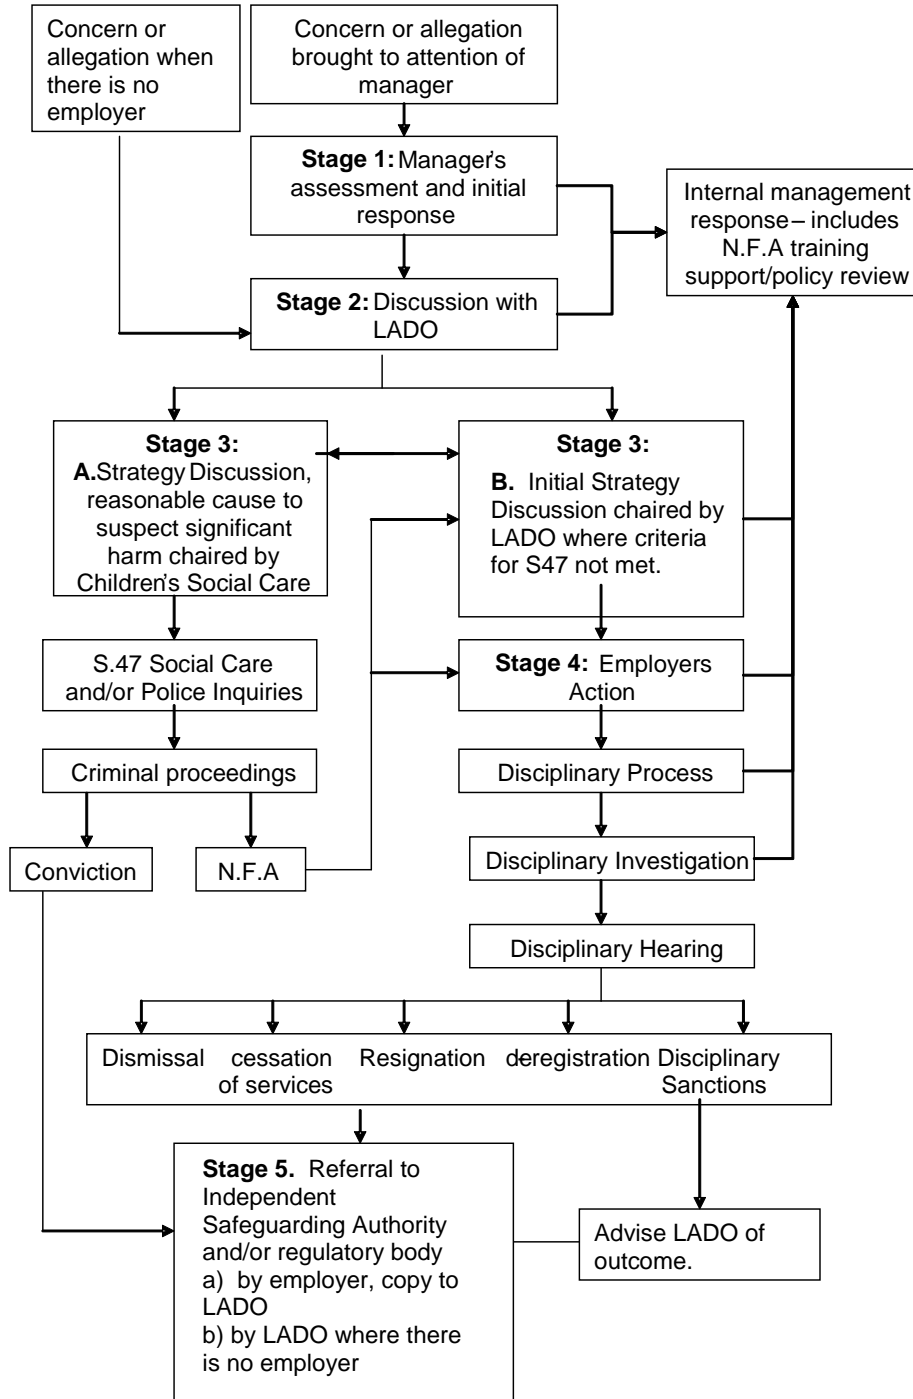 Concern or
allegation when
there is no
employer
Concern or allegation
brought to attention of
manager
Stage 1: Manager's
assessment and initial
response
Internal management
response – includes
N.F.A training
support/policy review
Stage 2: Discussion with
LADO
Stage 3:
A.Strategy Discussion,
reasonable cause to
suspect significant
harm chaired by
Children's Social Care
Stage 3:
B. Initial Strategy
Discussion chaired by
LADO where criteria
for S47 not met.
S.47 Social Care
and/or Police Inquiries
Stage 4: Employers
Action
Criminal proceedings
Disciplinary Process
Conviction
N.F.A
Disciplinary Investigation
Disciplinary Hearing
Dismissal cessation Resignation deregistration Disciplinary
of services Sanctions
Stage 5. Referral to
Independent
Safeguarding Authority
and/or regulatory body
a) by employer, copy to
LADO
b) by LADO where there
is no employer
Advise LADO of
outcome.